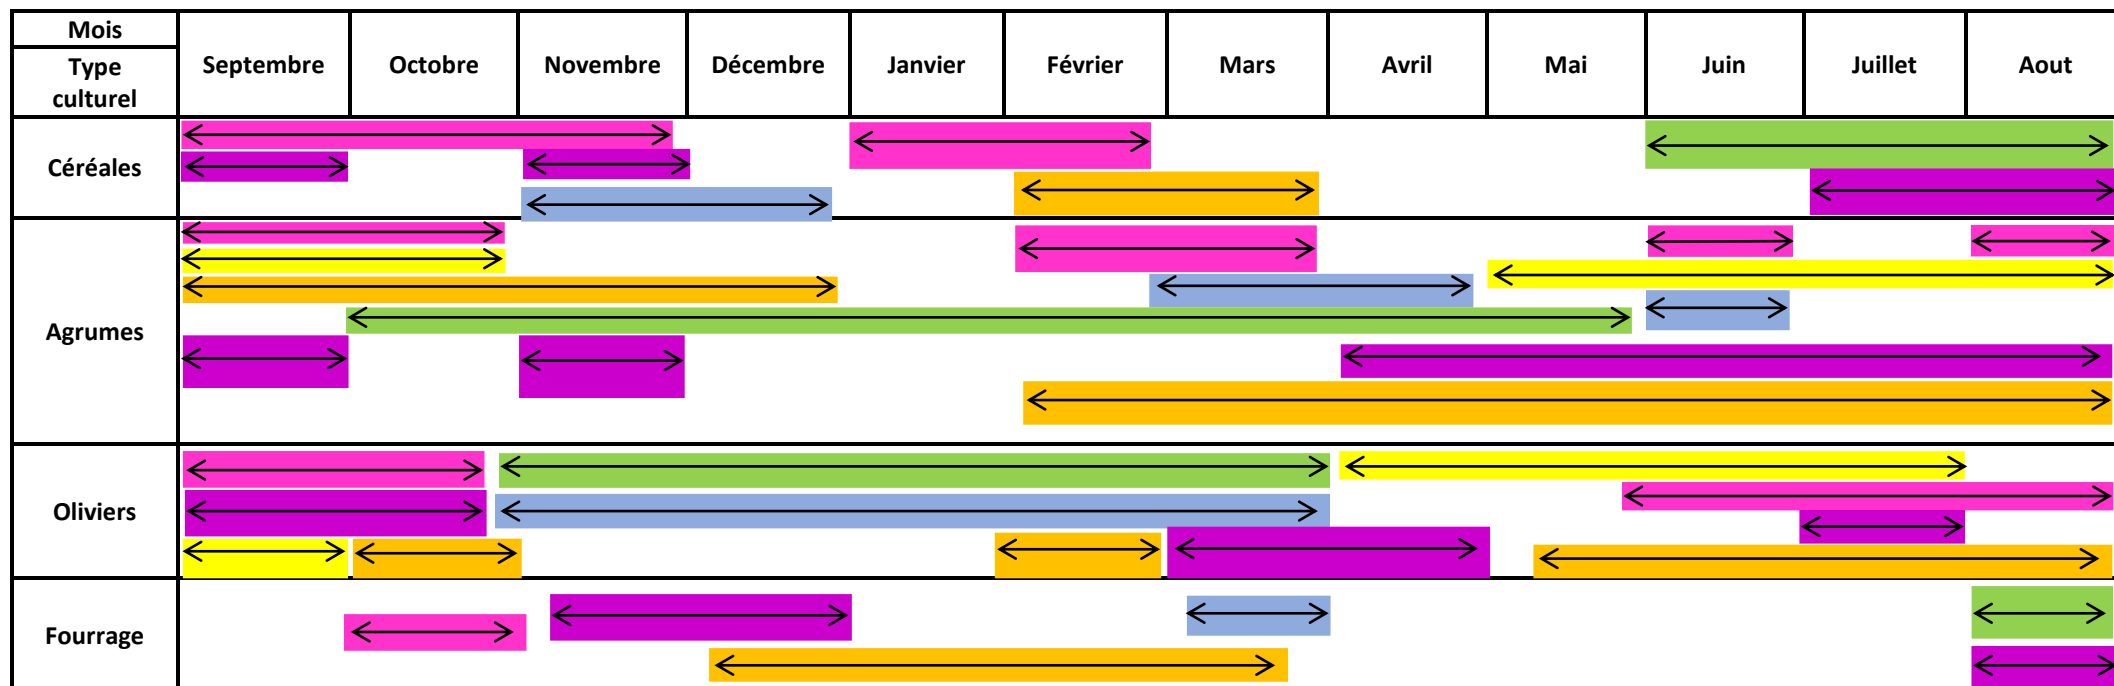 Mois
Type
culturel
Septembre
Octobre
Novembre
Décembre
Janvier
Février
Mars
Avril
Mai
Juin
Juillet
Aout
Céréales
Agrumes
Oliviers
Fourrage